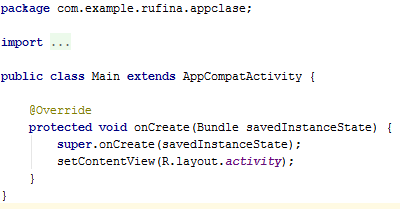 package com.example.rufina.appclase;
import ...
public class Main extends AppCompatActivity {
@Override
protected void onCreate(Bundle savedInstanceState) {
super.onCreate(savedInstanceState);
setContentView(R.layout.activity);
}
}